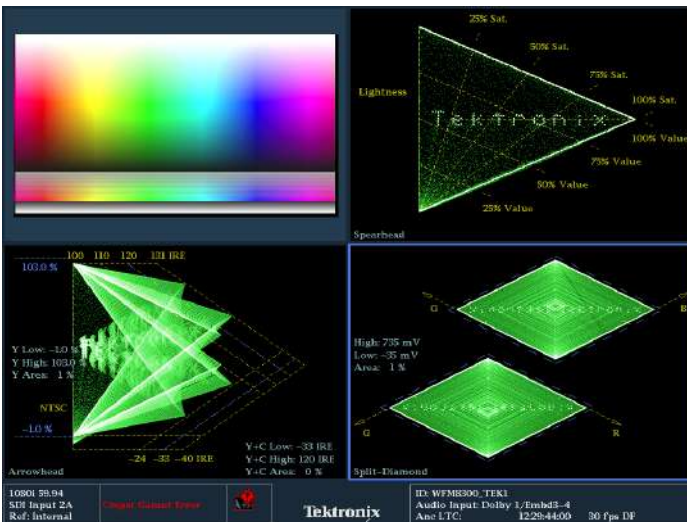 25% Sat.
50% Sat.
75% Sat.
100% Sat.
Lightness
Tektronix
100% Value
75% Value
50% Value
25% Value
Spearhead
100 110 120 131 IRE
103.0 %
Y Low: -1.0 %
Y High: 103.0 %
Y Area: 1 %
NTSC
-1.0 %
-24 -33 -40 IRE
Y+C Low: -33 IRE
Y+C High: 120 IRE
Y+C Area: 0 %
Arrowhead
G B
High: 735 mV
Low: -35 mV
Area: 1 %
G R
Split-Diamond
1080i 59.94
SDI Input 2A
Ref: Internal
Gamut Error
Tektronix
ID: WFM8300_TEK1
Audio Input: Dolby 1/Embd3-4
Anc LTC: 12:29:44:00 30 fps DF